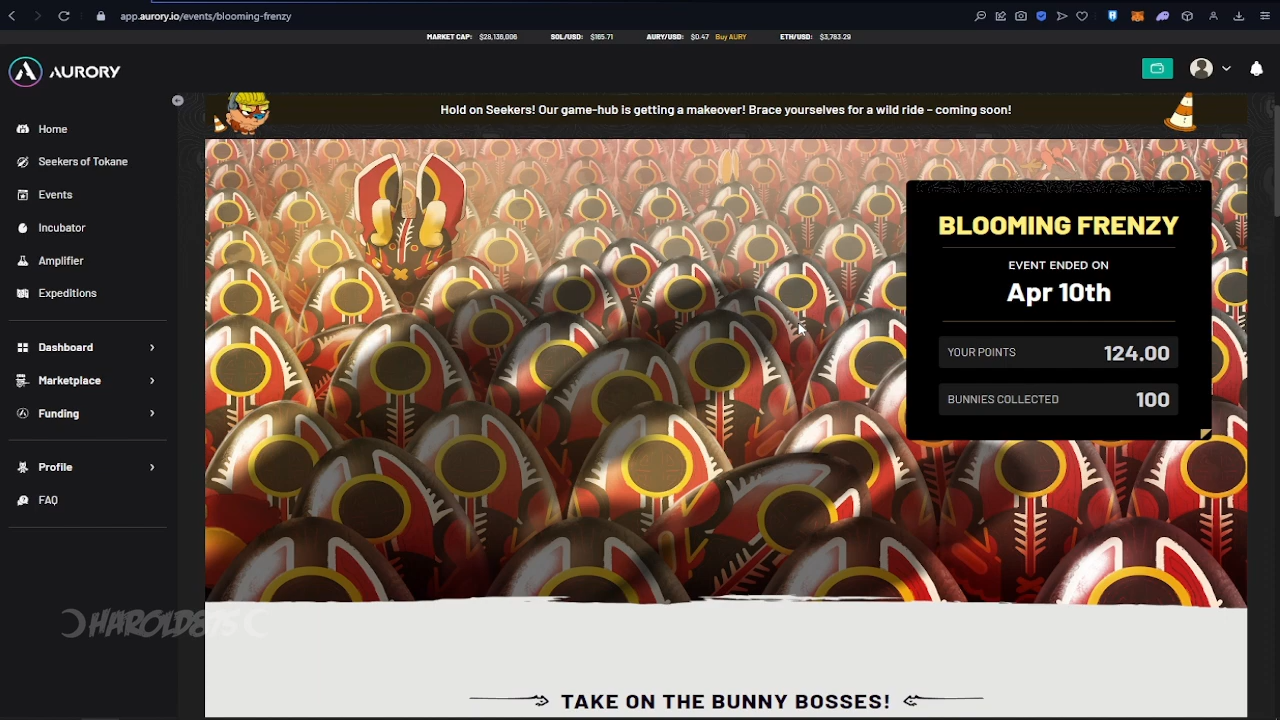 app.aurory.io/events/blooming-frenzy
MARKET CAP: $28,136,006 SOL/USD: $165.71 AURY/USD: $0.47 Buy AURY ETH/USD: $3,783.29
AURORY
Hold on Seekers! Our game-hub is getting a makeover! Brace yourselves for a wild ride – coming soon!
Home
Seekers of Tokane
Events
Incubator
Amplifier
Expeditions
Dashboard
Marketplace
Funding
Profile
FAQ
BLOOMING FRENZY
EVENT ENDED ON
Apr 10th
YOUR POINTS 124.00
BUNNIES COLLECTED 100
HAROLD875
TAKE ON THE BUNNY BOSSES!